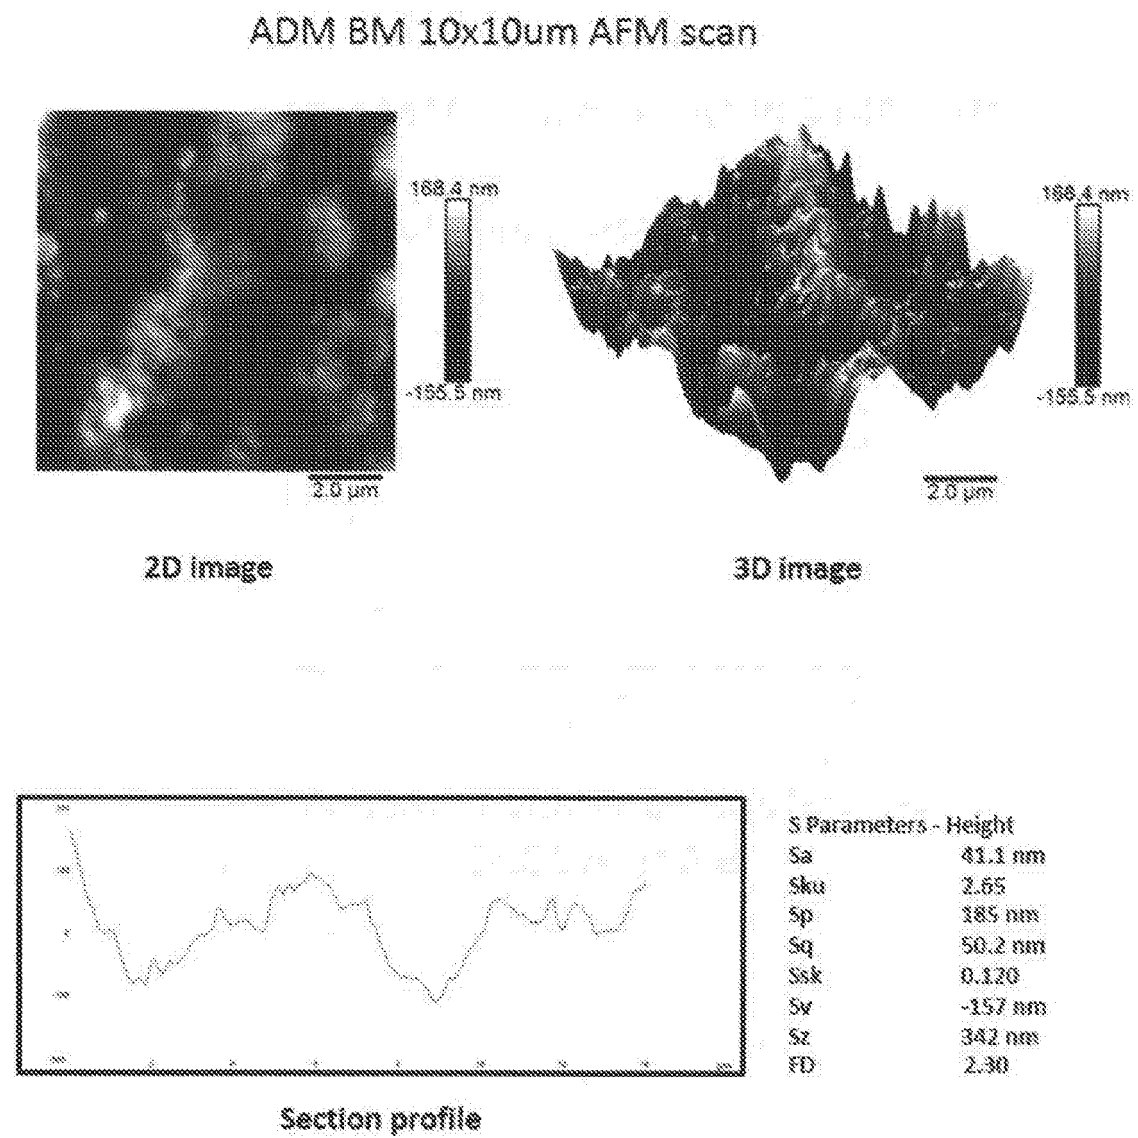 ADM BM 10x10um AFM scan
168.4 nm
-155.5 nm
2.0 µm
168.4 nm
-155.5 nm
2.0 µm
2D image
3D image
S Parameters - Height
Sa 41.1 nm
Sku 2.65
Sp 185 nm
Sq 50.2 nm
Ssk 0.120
Sv -157 nm
Sz 342 nm
FD 2.30
Section profile